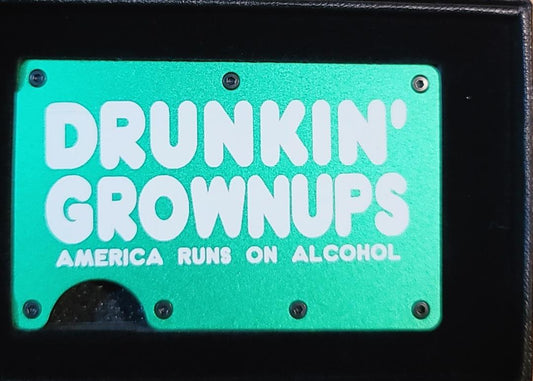 DRUNKIN'
GROWNUPS
AMERICA RUNS ON ALCOHOL